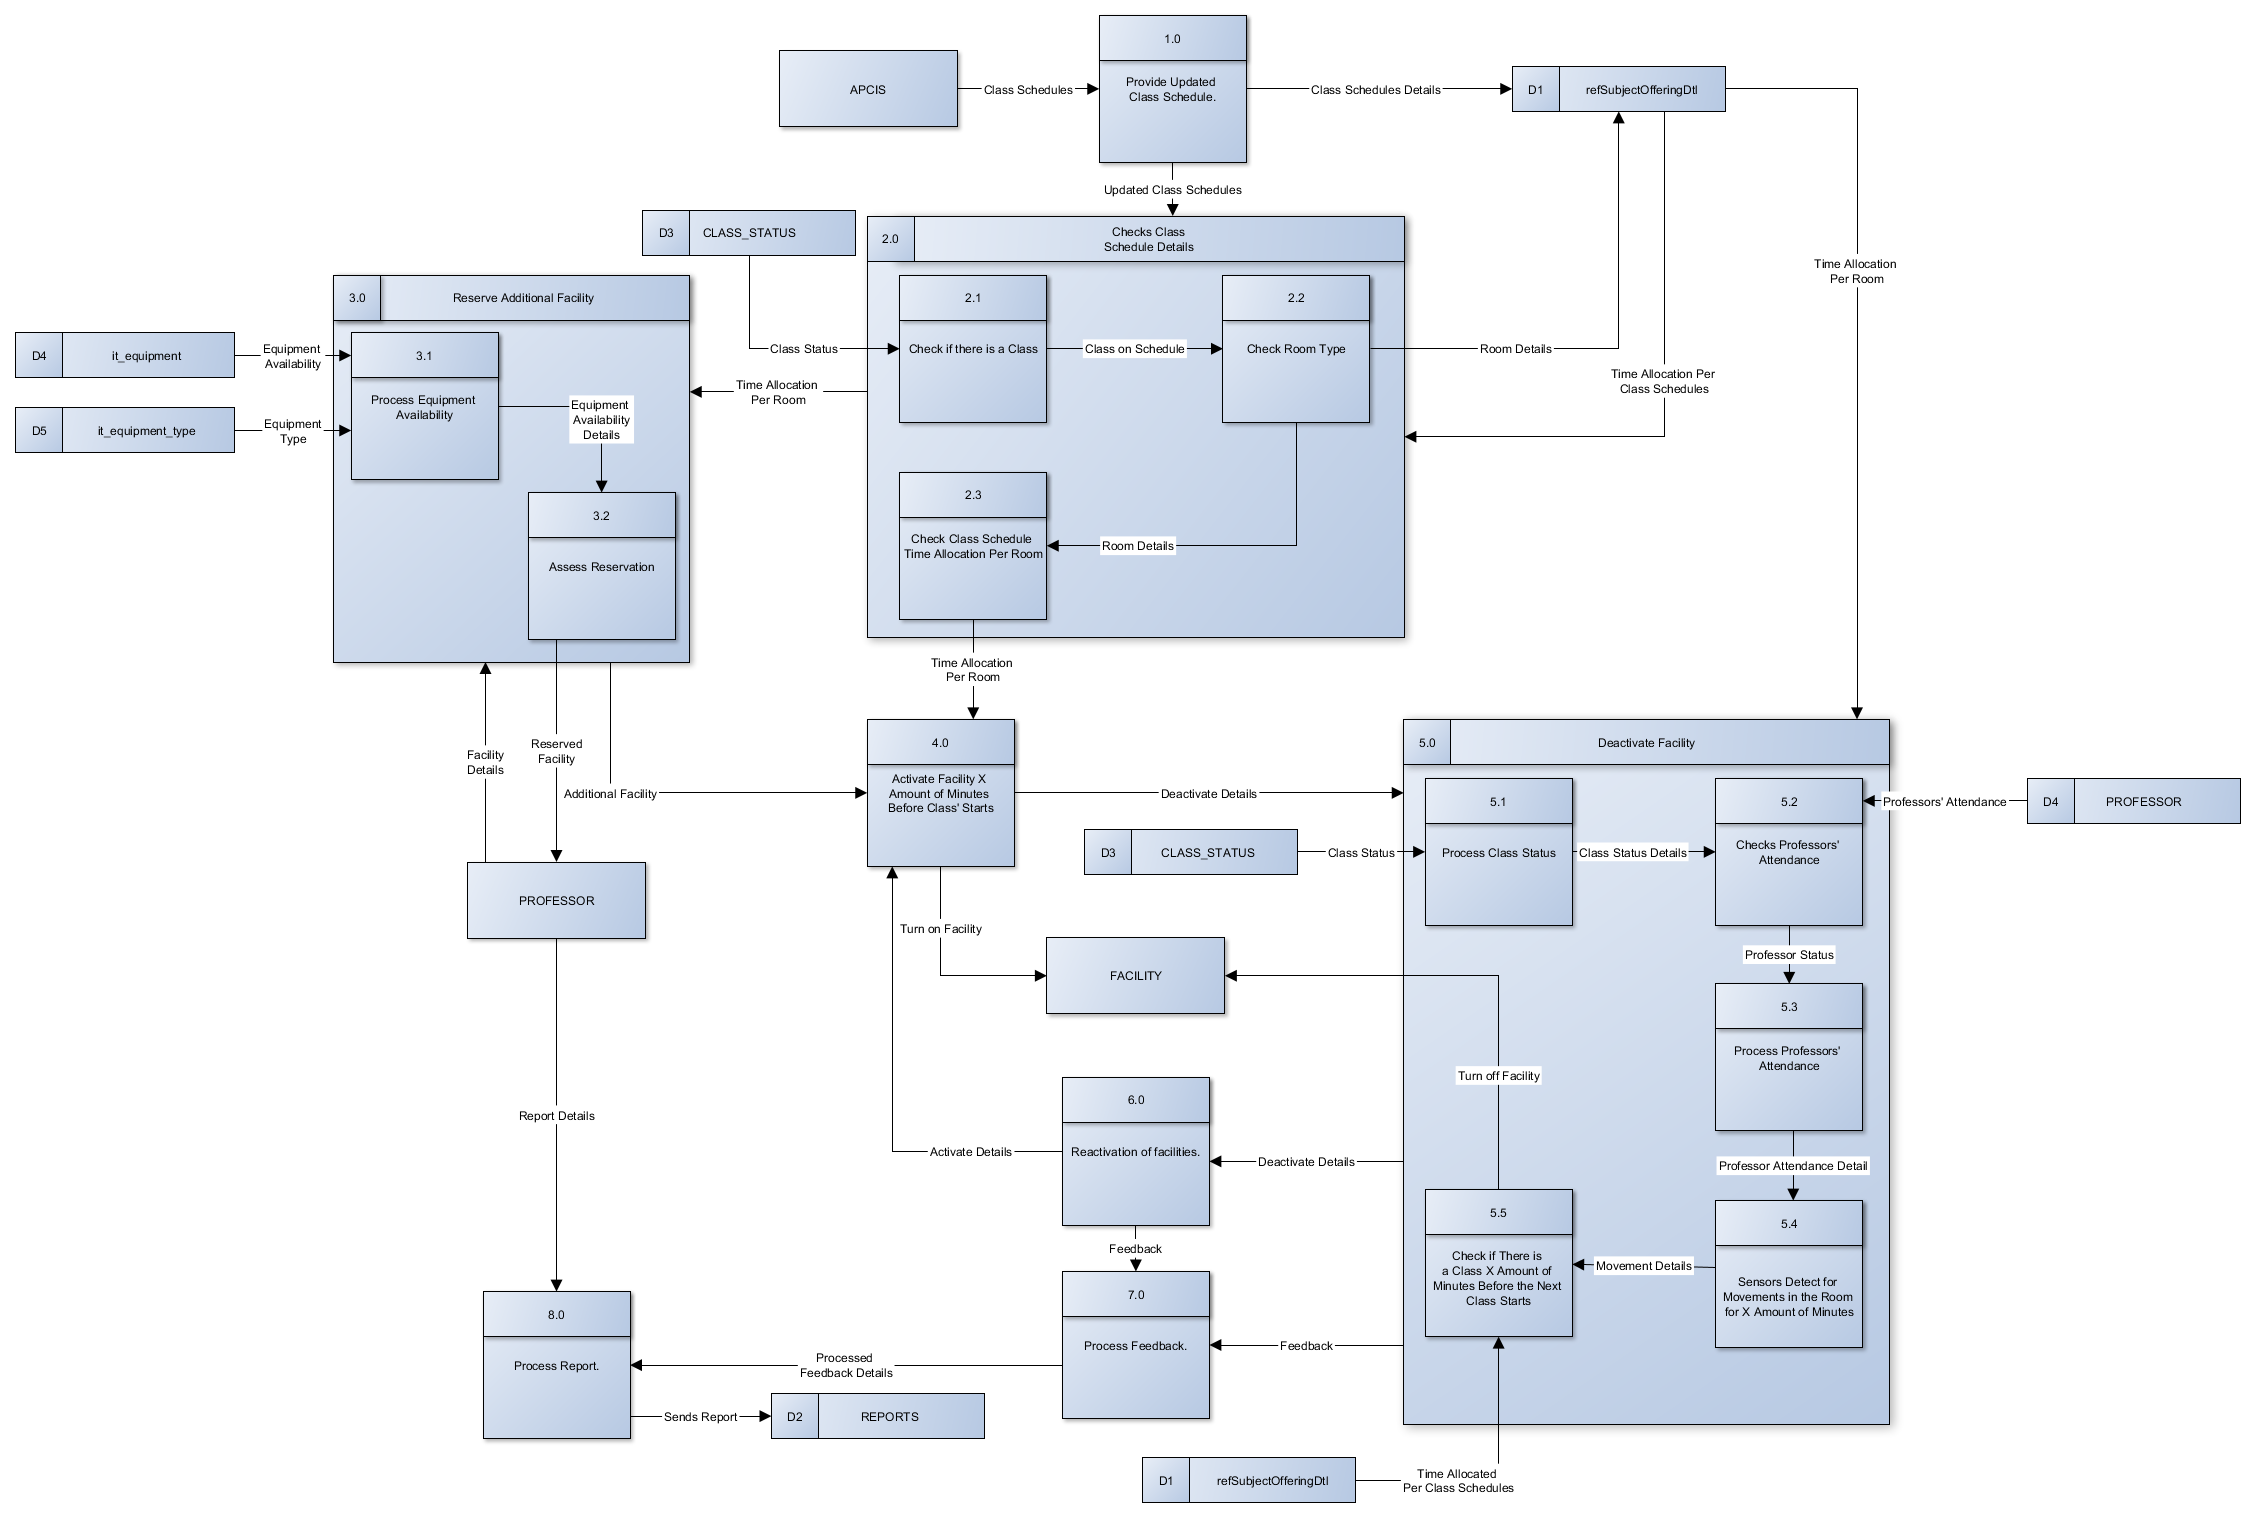 1.0
Provide Updated
Class Schedule.
APCIS
Class Schedules
Class Schedules Details
D1
refSubjectOfferingDtl
Updated Class Schedules
D3
CLASS_STATUS
2.0
Checks Class
Schedule Details
Time Allocation
Per Room
3.0
Reserve Additional Facility
2.1
Check if there is a Class
2.2
Check Room Type
D4
it_equipment
Equipment
Availability
3.1
Process Equipment
Availability
Class Status
Class on Schedule
Room Details
Time Allocation Per
Class Schedules
Time Allocation
Per Room
D5
it_equipment_type
Equipment
Type
Equipment
Availability
Details
3.2
Assess Reservation
2.3
Check Class Schedule
Time Allocation Per Room
Room Details
Time Allocation
Per Room
Facility
Details
Reserved
Facility
Additional Facility
4.0
Activate Facility X
Amount of Minutes
Before Class' Starts
Deactivate Details
5.0
Deactivate Facility
5.1
Process Class Status
5.2
Checks Professors'
Attendance
Professors' Attendance
D4
PROFESSOR
D3
CLASS_STATUS
Class Status
Class Status Details
PROFESSOR
Turn on Facility
FACILITY
Professor Status
5.3
Process Professors'
Attendance
Turn off Facility
Report Details
6.0
Reactivation of facilities.
Activate Details
Deactivate Details
Professor Attendance Detail
5.4
Sensors Detect for
Movements in the Room
for X Amount of Minutes
5.5
Check if There is
a Class X Amount of
Minutes Before the Next
Class Starts
Movement Details
Feedback
7.0
Process Feedback.
Feedback
8.0
Process Report.
Processed
Feedback Details
Sends Report
D2
REPORTS
D1
refSubjectOfferingDtl
Time Allocated
Per Class Schedules